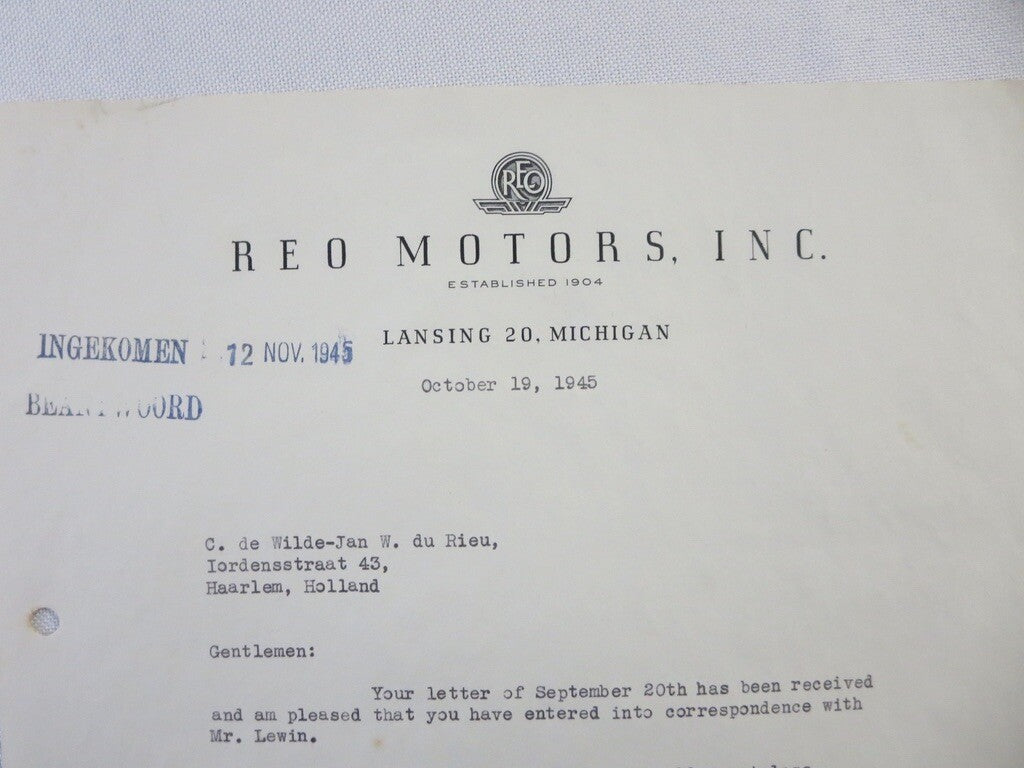 REO
REO MOTORS, INC.
ESTABLISHED 1904
LANSING 20, MICHIGAN
INGEKOMEN : 12 NOV. 1945
October 19, 1945
C. de Wilde-Jan W. du Rieu,
Iordensstraat 43,
Haarlem, Holland
Gentlemen:
Your letter of September 20th has been received
and am pleased that you have entered into correspondence with
Mr. Lewin.